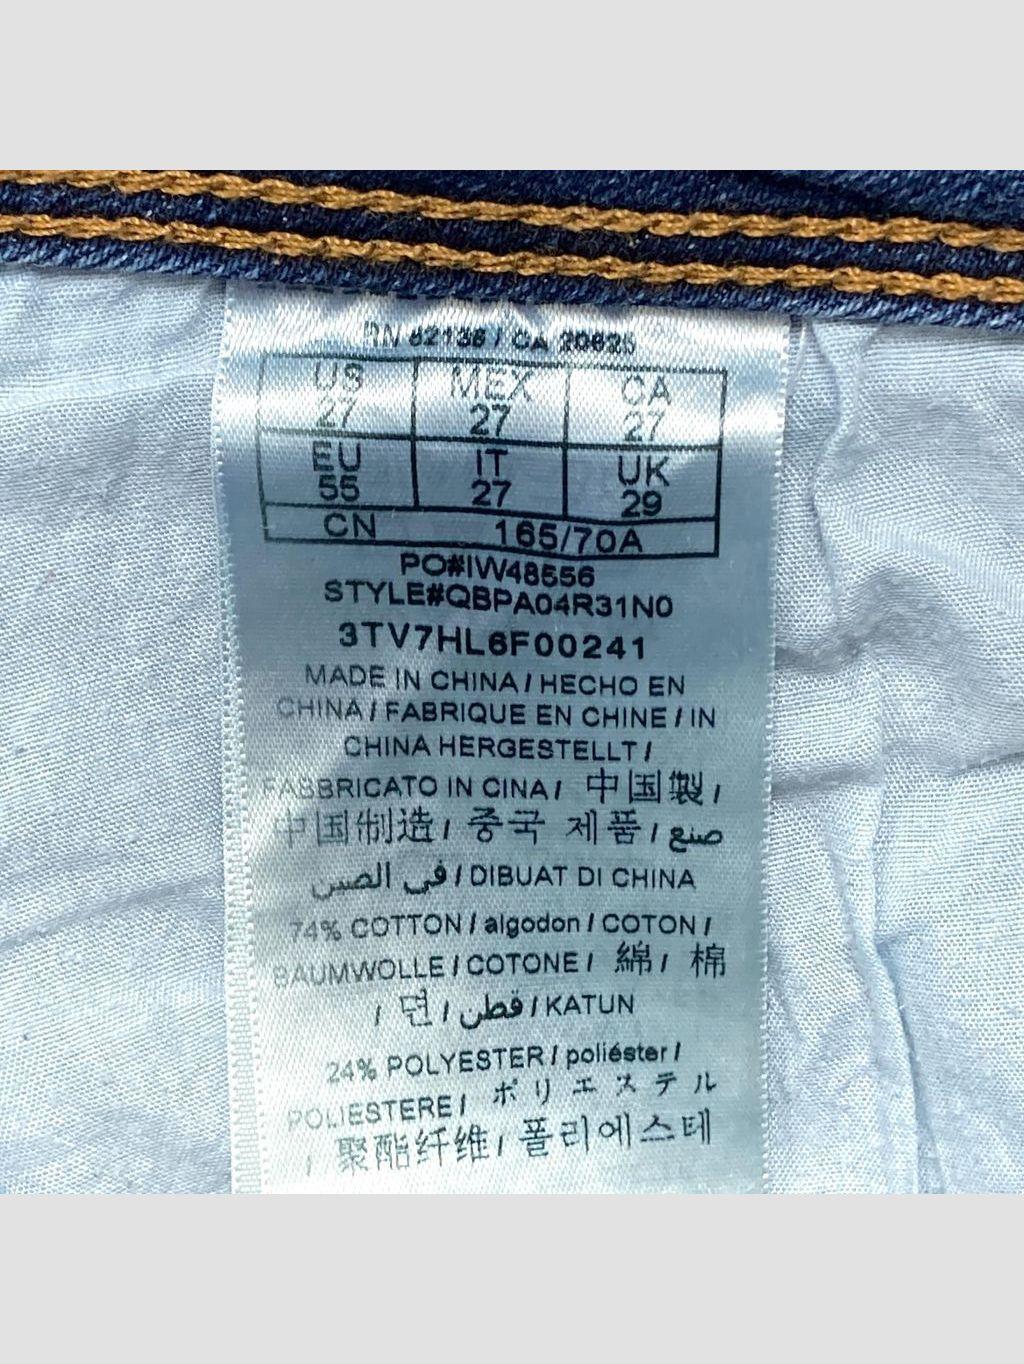 RN 62136 / CA 20625
US MEX CA
27 27 27
EU IT UK
55 27 29
CN 165/70A
PO#IW48556
STYLE#QBPA04R31N0
3TV7HL6F00241
MADE IN CHINA / HECHO EN
CHINA / FABRIQUE EN CHINE / IN
CHINA HERGESTELLT /
FABBRICATO IN CINA / 中国製 /
中国制造 / 중국 제품 / صنع
في الصين / DIBUAT DI CHINA
74% COTTON / algodon / COTON /
BAUMWOLLE / COTONE / 綿 / 棉
/ 면 / قطن / KATUN
24% POLYESTER / poliéster /
POLIESTERE / ポリエステル
/ 聚酯纤维 / 폴리에스테